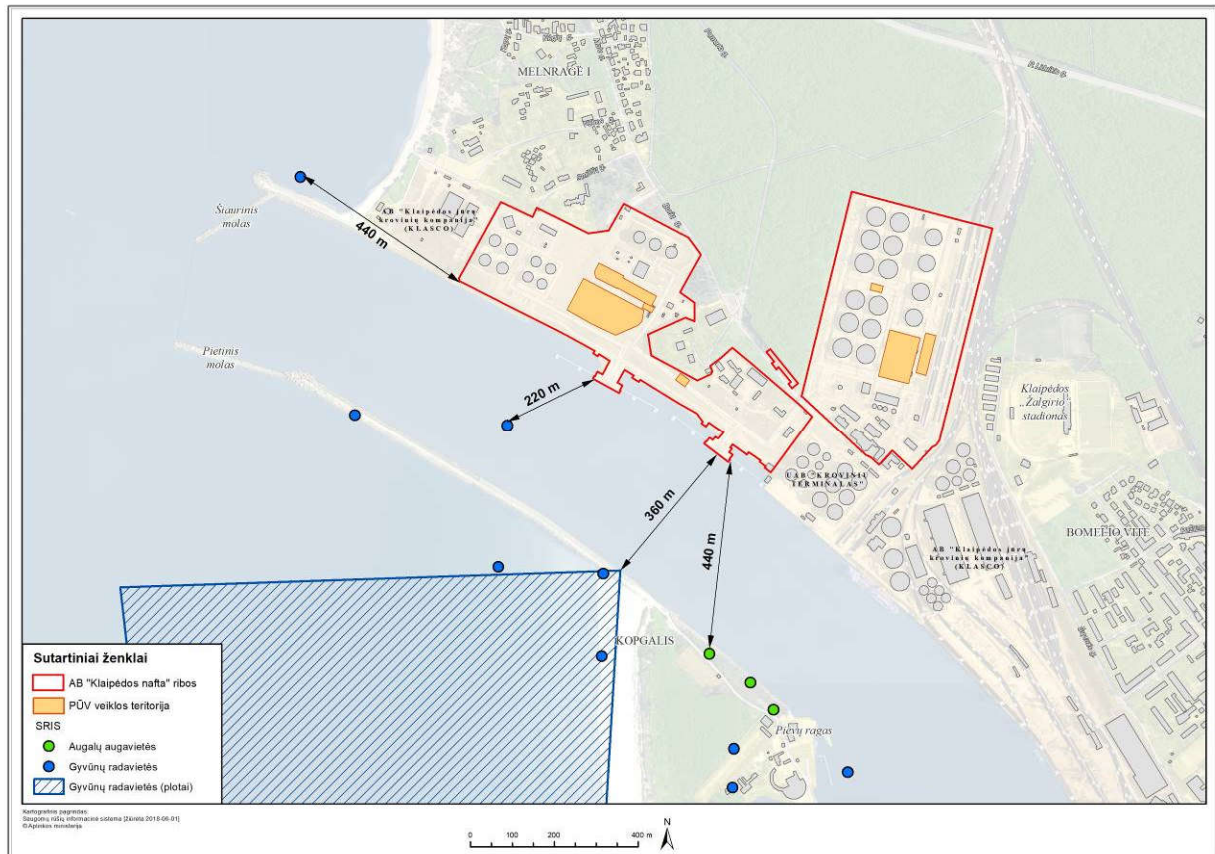 MELNRAGĖ I
P. Lideikio g.
Šiaurinis
molas
AB "Klaipėdos jūrų
krovinių kompanija"
(KLASCO)
440 m
Pietinis
molas
220 m
Klaipėdos
„Žalgirio"
stadionas
UAB "KROVINIŲ
TERMINALAS"
360 m
440 m
BOMELIO VITĖ
AB "Klaipėdos jūrų
krovinių kompanija"
(KLASCO)
KOPGALIS
Pievų ragas
Sutartiniai ženklai
AB "Klaipėdos nafta" ribos
PŪV veiklos teritorija
SRIS
Augalų augavietės
Gyvūnų radavietės
Gyvūnų radavietės (plotai)
Kartografinis pagrindas:
Saugomų rūšių informacinė sistema [Žiūrėta 2018-06-01]
©Aplinkos ministerija
N
0 100 200 400 m